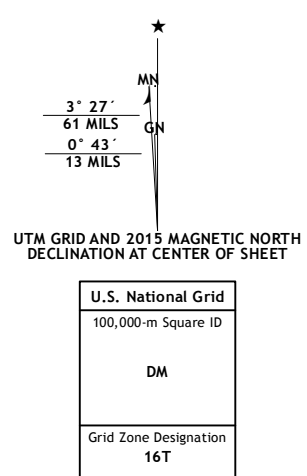 MN
3° 27´
61 MILS
GN
0° 43´
13 MILS
UTM GRID AND 2015 MAGNETIC NORTH
DECLINATION AT CENTER OF SHEET
U.S. National Grid
100,000-m Square ID
DM
Grid Zone Designation
16T